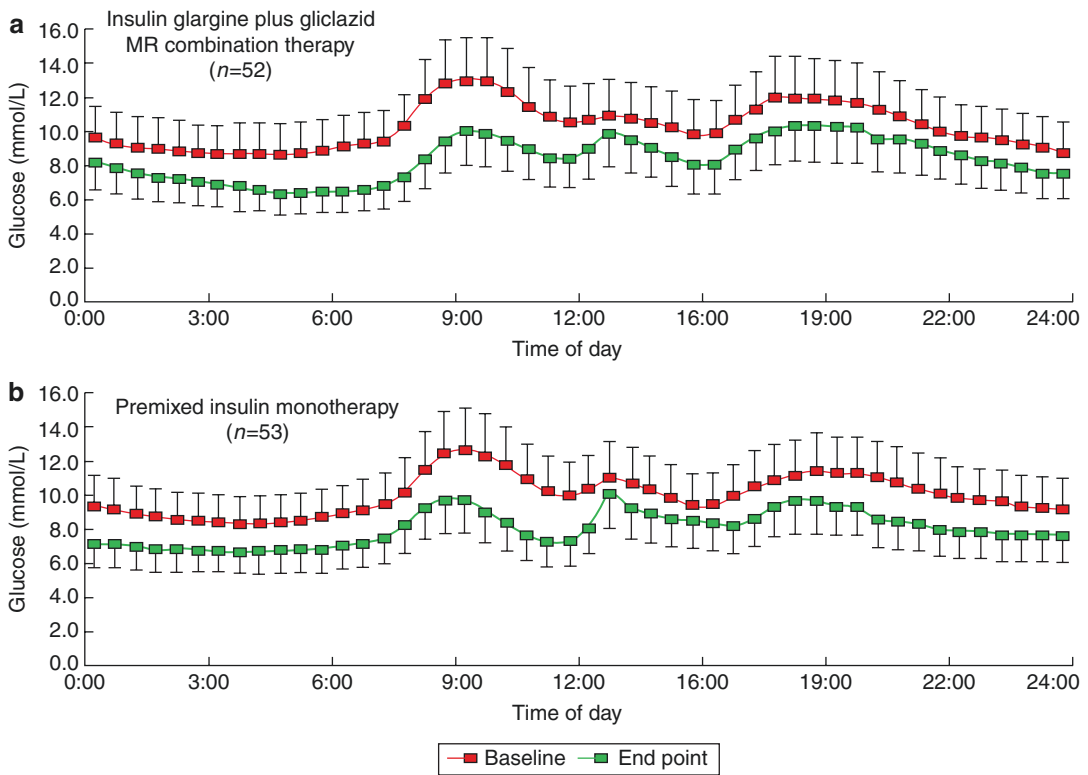 a
Insulin glargine plus gliclazid
MR combination therapy
(n=52)
Glucose (mmol/L)
16.0
14.0
12.0
10.0
8.0
6.0
4.0
2.0
0.0
0:00 3:00 6:00 9:00 12:00 16:00 19:00 22:00 24:00
Time of day
b
Premixed insulin monotherapy
(n=53)
Glucose (mmol/L)
16.0
14.0
12.0
10.0
8.0
6.0
4.0
2.0
0.0
0:00 3:00 6:00 9:00 12:00 16:00 19:00 22:00 24:00
Time of day
Baseline End point